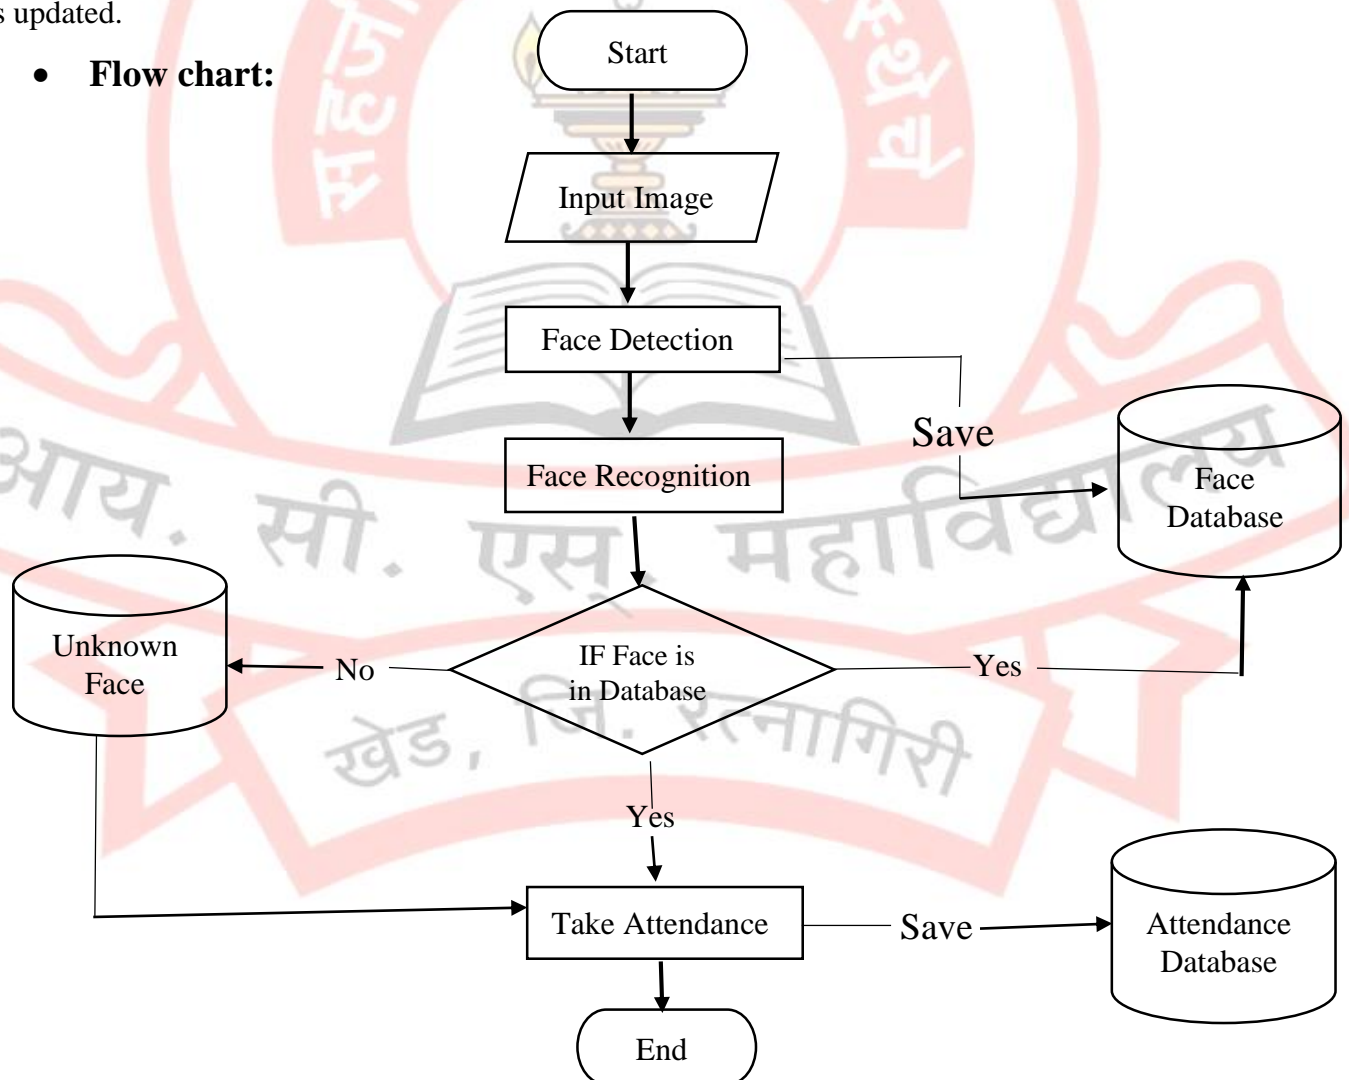 s updated.
• Flow chart:
Start
Input Image
Face Detection
Save
Face Recognition
Face
Database
आय. सी. एस्. महाविद्यालय
Unknown
Face
No
IF Face is
in Database
Yes
खेड, जि. रत्नागिरी
Yes
Take Attendance
Save
Attendance
Database
End